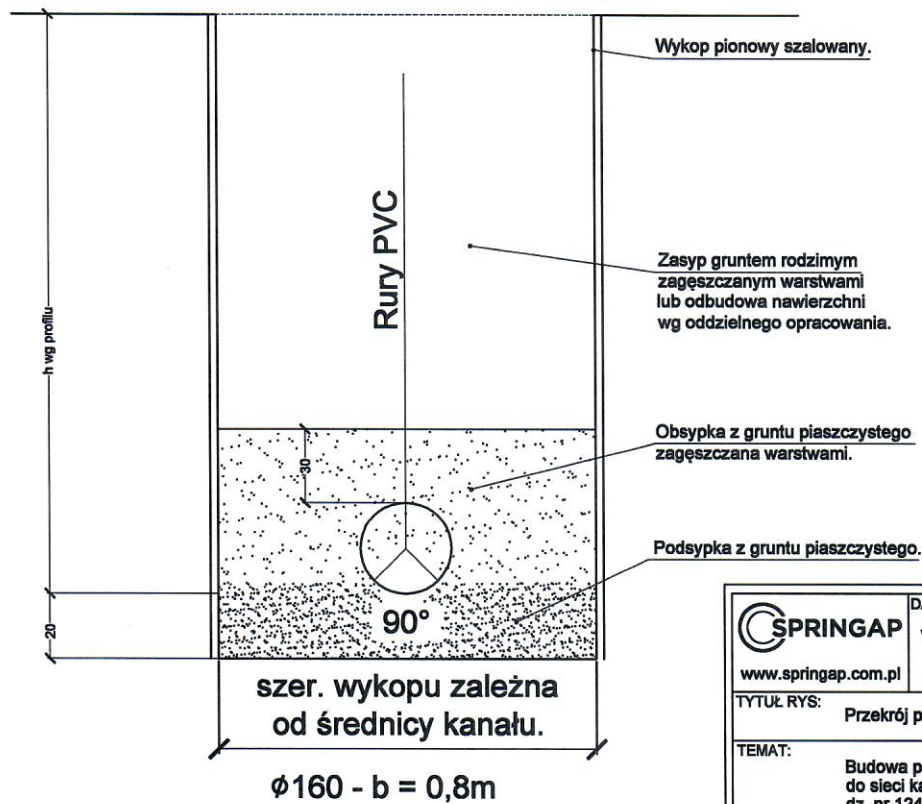 Wykop pionowy szalowany.
Rury PVC
Zasyp gruntem rodzimym
zagęszczanym warstwami
lub odbudowa nawierzchni
wg oddzielnego opracowania.
h wg profilu
Obsypka z gruntu piaszczystego
zagęszczana warstwami.
30
Podsypka z gruntu piaszczystego.
20
90°
szer. wykopu zależna
od średnicy kanału.
ϕ160 - b = 0,8m
SPRINGAP
www.springap.com.pl
TYTUŁ RYS:
Przekrój
TEMAT:
Budowa
do sieci
dz. nr